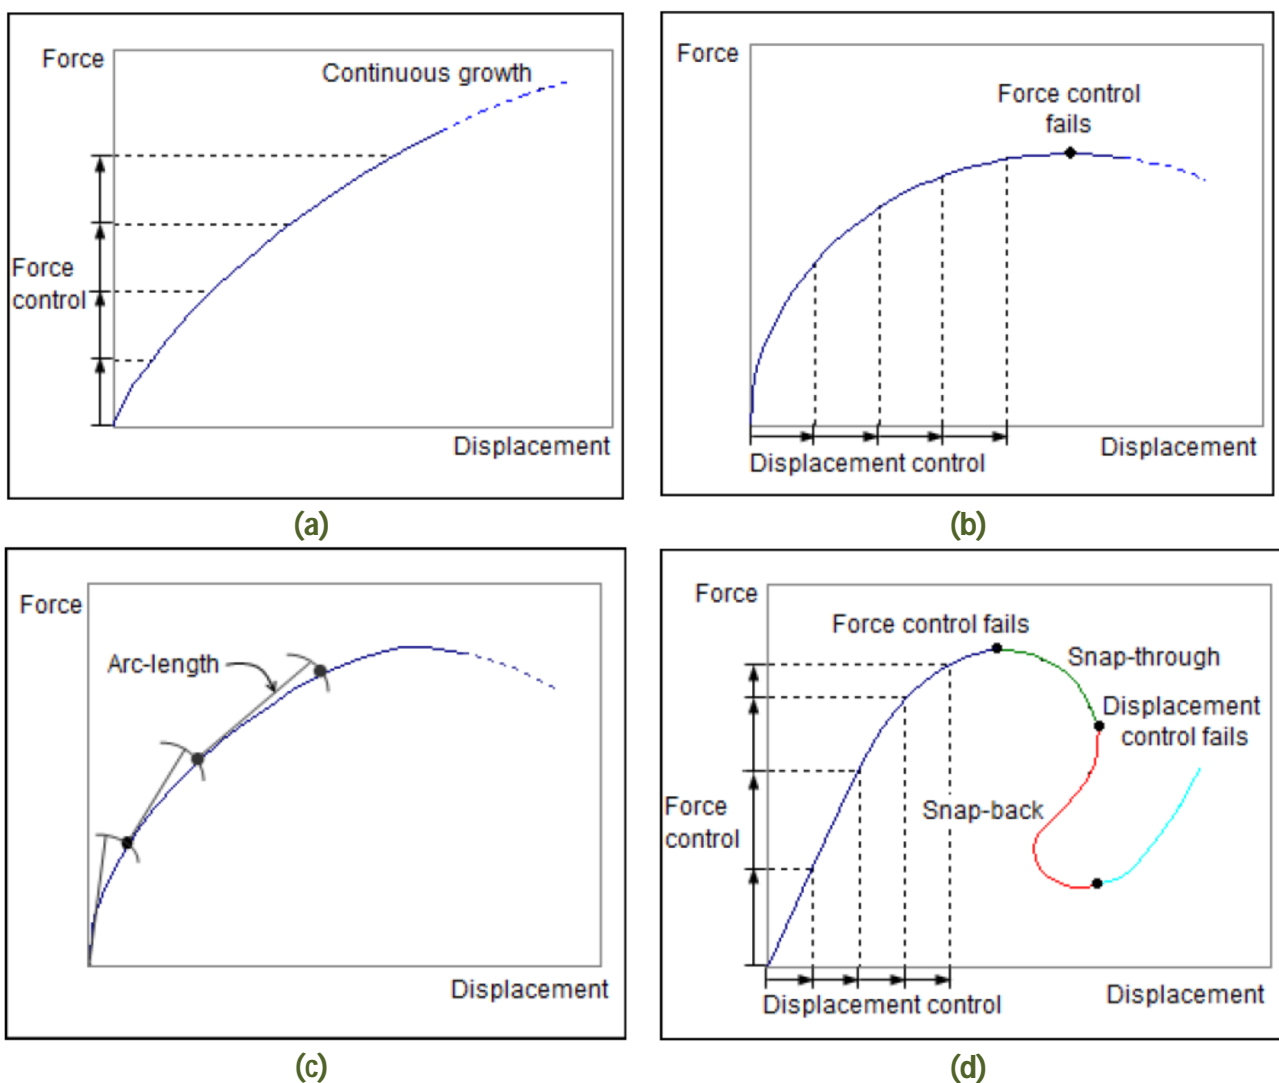 Force
Continuous growth
Force
control
Displacement
(a)
Force
Force control
fails
Displacement control
Displacement
(b)
Force
Arc-length
Displacement
(c)
Force
Force control fails
Snap-through
Displacement
control fails
Force
control
Snap-back
Displacement control
Displacement
(d)